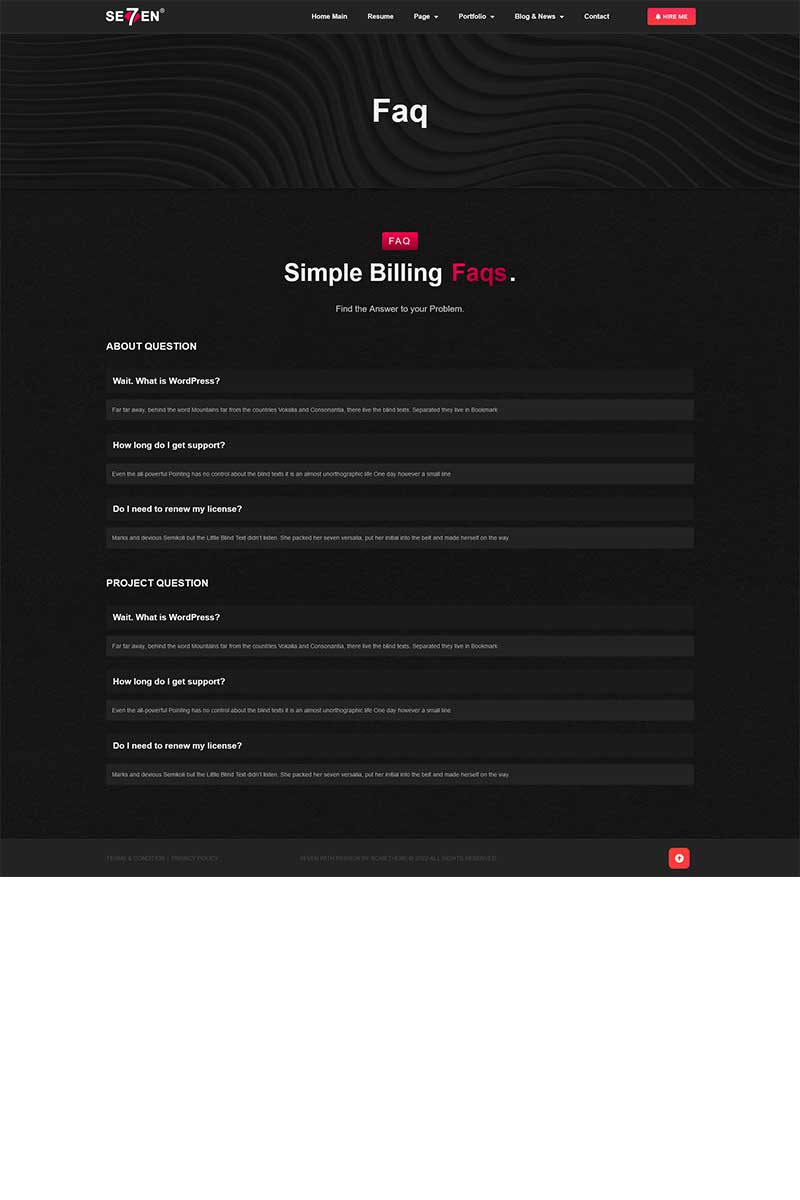 SE7EN®
Home Main Resume Page Portfolio Blog & News Contact HIRE ME
Faq
FAQ
Simple Billing Faqs.
Find the Answer to your Problem.
ABOUT QUESTION
Wait. What is WordPress?
Far far away, behind the word Mountains far from the countries Vokalia and Consonantia, there live the blind texts. Separated they live in Bookmark
How long do I get support?
Even the all-powerful Pointing has no control about the blind texts it is an almost unorthographic life One day however a small line
Do I need to renew my license?
Marks and devious Semikoli but the Little Blind Text didn't listen. She packed her seven versalia, put her initial into the belt and made herself on the way
PROJECT QUESTION
Wait. What is WordPress?
Far far away, behind the word Mountains far from the countries Vokalia and Consonantia, there live the blind texts. Separated they live in Bookmark
How long do I get support?
Even the all-powerful Pointing has no control about the blind texts it is an almost unorthographic life One day however a small line
Do I need to renew my license?
Marks and devious Semikoli but the Little Blind Text didn't listen. She packed her seven versalia, put her initial into the belt and made herself on the way
TERMS & CONDITION | PRIVACY POLICY
© 2022 ALL RIGHTS RESERVED